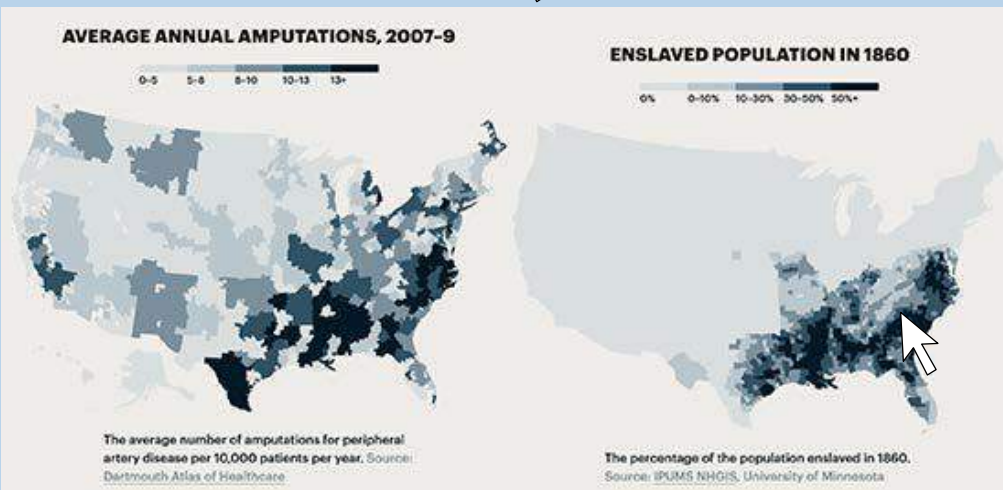 AVERAGE ANNUAL AMPUTATIONS, 2007–9
0–5 5–8 8–10 10–13 13+
The average number of amputations for peripheral
artery disease per 10,000 patients per year. Source:
Dartmouth Atlas of Healthcare
ENSLAVED POPULATION IN 1860
0% 0–10% 10–30% 30–50% 50%+
The percentage of the population enslaved in 1860.
Source: IPUMS NHGIS, University of Minnesota